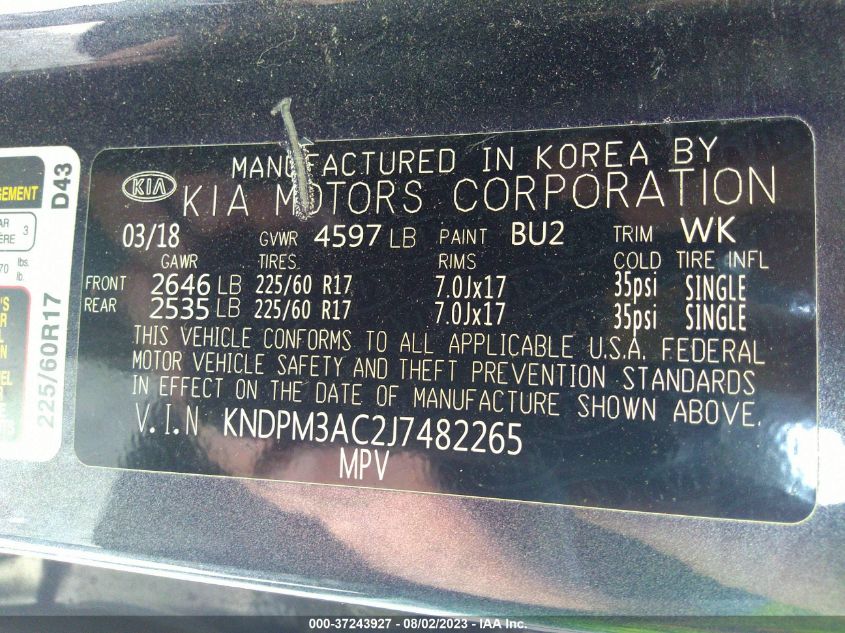 MANUFACTURED IN KOREA BY
KIA KIA MOTORS CORPORATION
03/18 GVWR 4597 LB PAINT BU2 TRIM WK
GAWR TIRES RIMS COLD TIRE INFL
FRONT 2646 LB 225/60 R17 7.0Jx17 35psi SINGLE
REAR 2535 LB 225/60 R17 7.0Jx17 35psi SINGLE
THIS VEHICLE CONFORMS TO ALL APPLICABLE U.S.A. FEDERAL
MOTOR VEHICLE SAFETY AND THEFT PREVENTION STANDARDS
IN EFFECT ON THE DATE OF MANUFACTURE SHOWN ABOVE.
V.I.N KNDPM3AC2J7482265
MPV
D43
225/60R17
3
lbs.
lb.
000-37243927 - 08/02/2023 - IAA Inc.